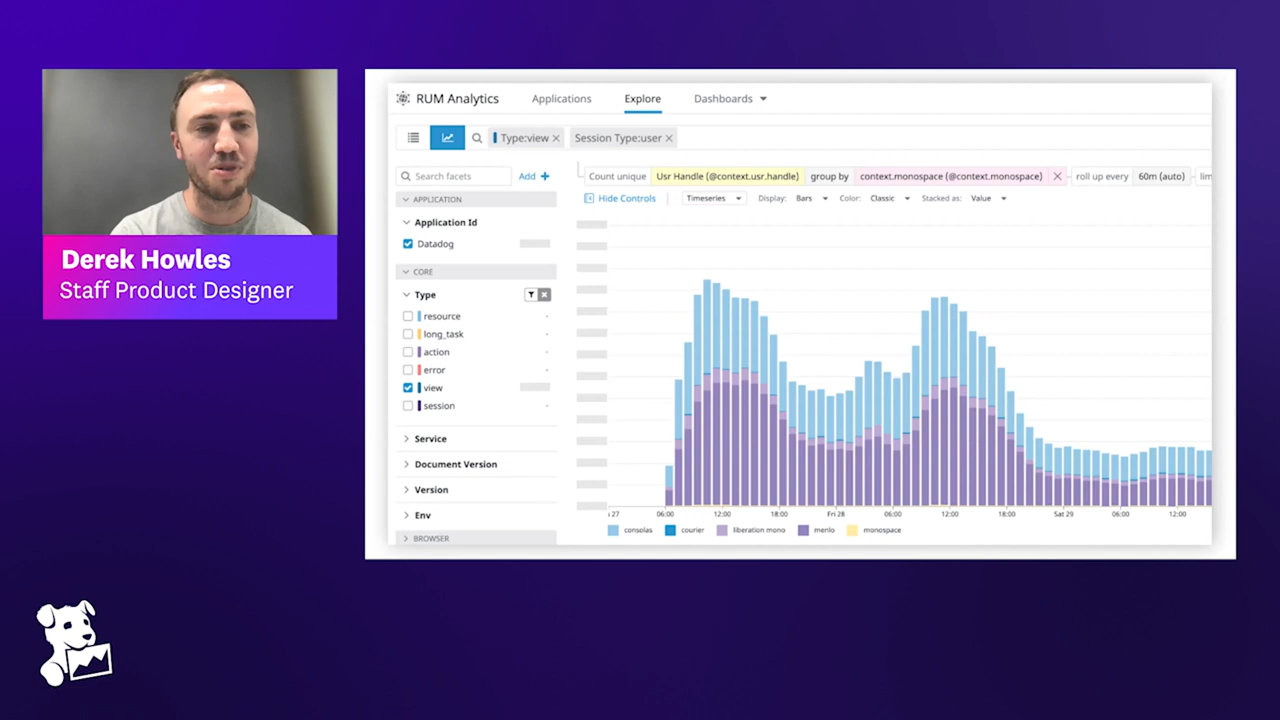 Derek Howles
Staff Product Designer
RUM Analytics Applications Explore Dashboards
Type:view Session Type:user
Search facets Add +
Count unique Usr Handle (@context.usr.handle) group by context.monospace (@context.monospace) roll up every 60m (auto) lim
Hide Controls Timeseries Display: Bars Color: Classic Stacked as: Value
APPLICATION
Application Id
Datadog
CORE
Type
resource -
long_task -
action -
error -
view
session -
Service
Document Version
Version
Env
BROWSER
27 06:00 12:00 18:00 Fri 28 06:00 12:00 18:00 Sat 29 06:00 12:00
consolas courier liberation mono menlo monospace